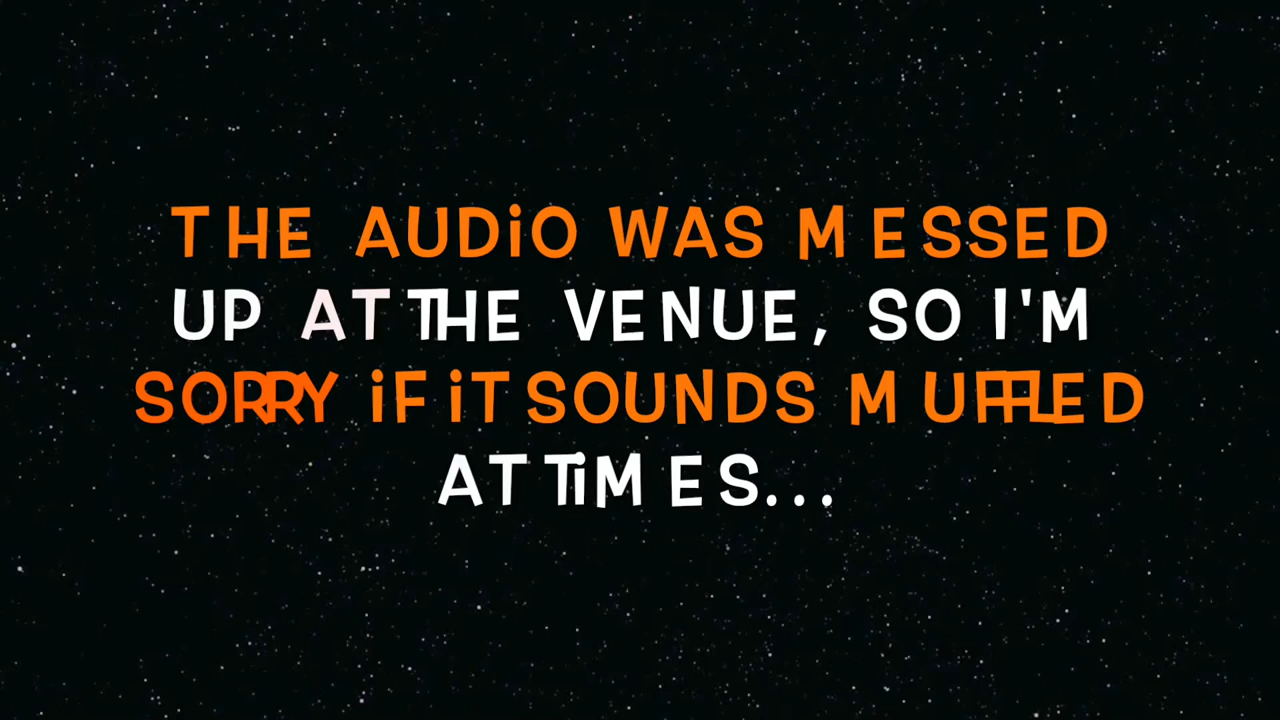 THE AUDiO WAS MESSED
UP AT THE VENUE, SO I'M
SORRY iF iT SOUNDS MUFFLED
AT TiMES...